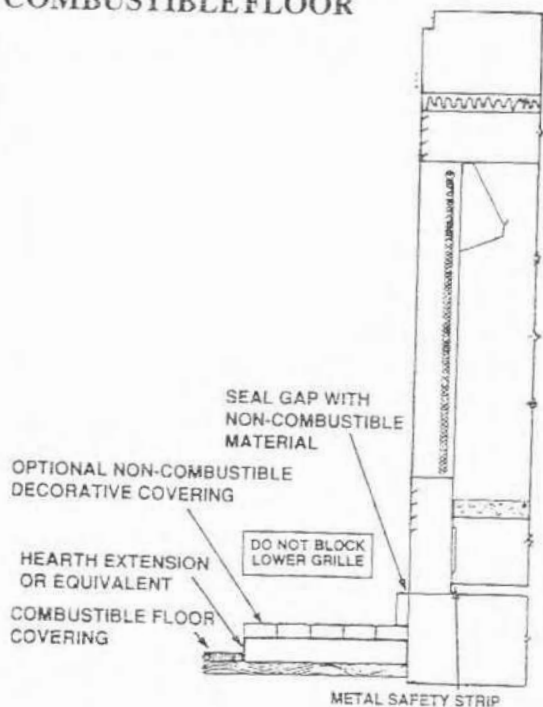 COMBUSTIBLE FLOOR
SEAL GAP WITH
NON-COMBUSTIBLE
MATERIAL
OPTIONAL NON-COMBUSTIBLE
DECORATIVE COVERING
DO NOT BLOCK
LOWER GRILLE
HEARTH EXTENSION
OR EQUIVALENT
COMBUSTIBLE FLOOR
COVERING
METAL SAFETY STRIP